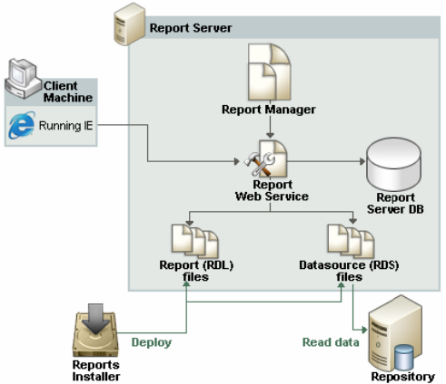 Report Server
Client
Machine
Running IE
Report Manager
Report
Web Service
Report
Server DB
Report (RDL)
files
Datasource (RDS)
files
Deploy
Read data
Reports
Installer
Repository